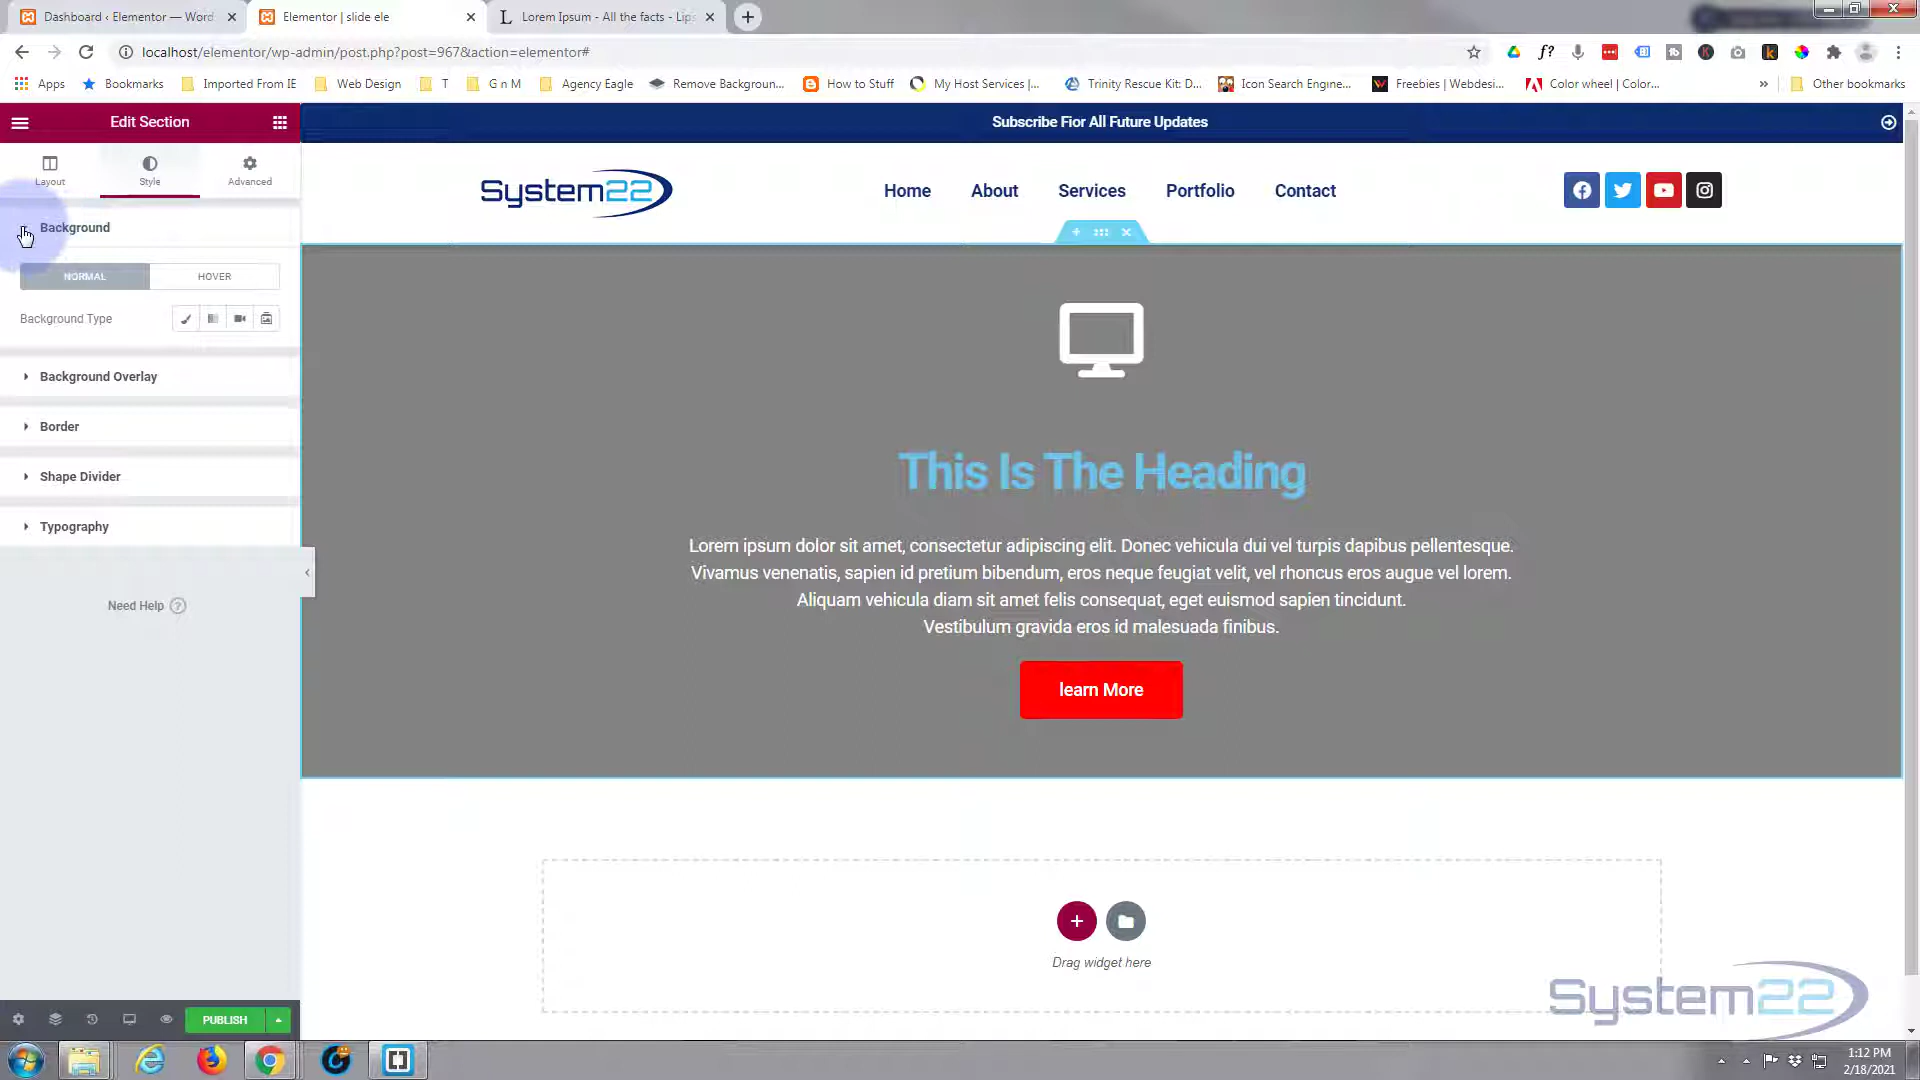 Dashboard ‹ Elementor — Word
Elementor | slide ele
Lorem Ipsum - All the facts - Lips
localhost/elementor/wp-admin/post.php?post=967&action=elementor#
Apps
Bookmarks
Imported From IE
Web Design
T
G n M
Agency Eagle
Remove Backgroun...
How to Stuff
My Host Services |...
Trinity Rescue Kit: D...
Icon Search Engine...
Freebies | Webdesi...
Color wheel | Color...
Other bookmarks
Edit Section
Subscribe Fior All Future Updates
Layout
Style
Advanced
System22
Home
About
Services
Portfolio
Contact
Background
NORMAL
HOVER
Background Type
Background Overlay
Border
Shape Divider
Typography
Need Help
This Is The Heading
Lorem ipsum dolor sit amet, consectetur adipiscing elit. Donec vehicula dui vel turpis dapibus pellentesque.
Vivamus venenatis, sapien id pretium bibendum, eros neque feugiat velit, vel rhoncus eros augue vel lorem.
Aliquam vehicula diam sit amet felis consequat, eget euismod sapien tincidunt.
Vestibulum gravida eros id malesuada finibus.
learn More
Drag widget here
System22
PUBLISH
1:12 PM
2/18/2021